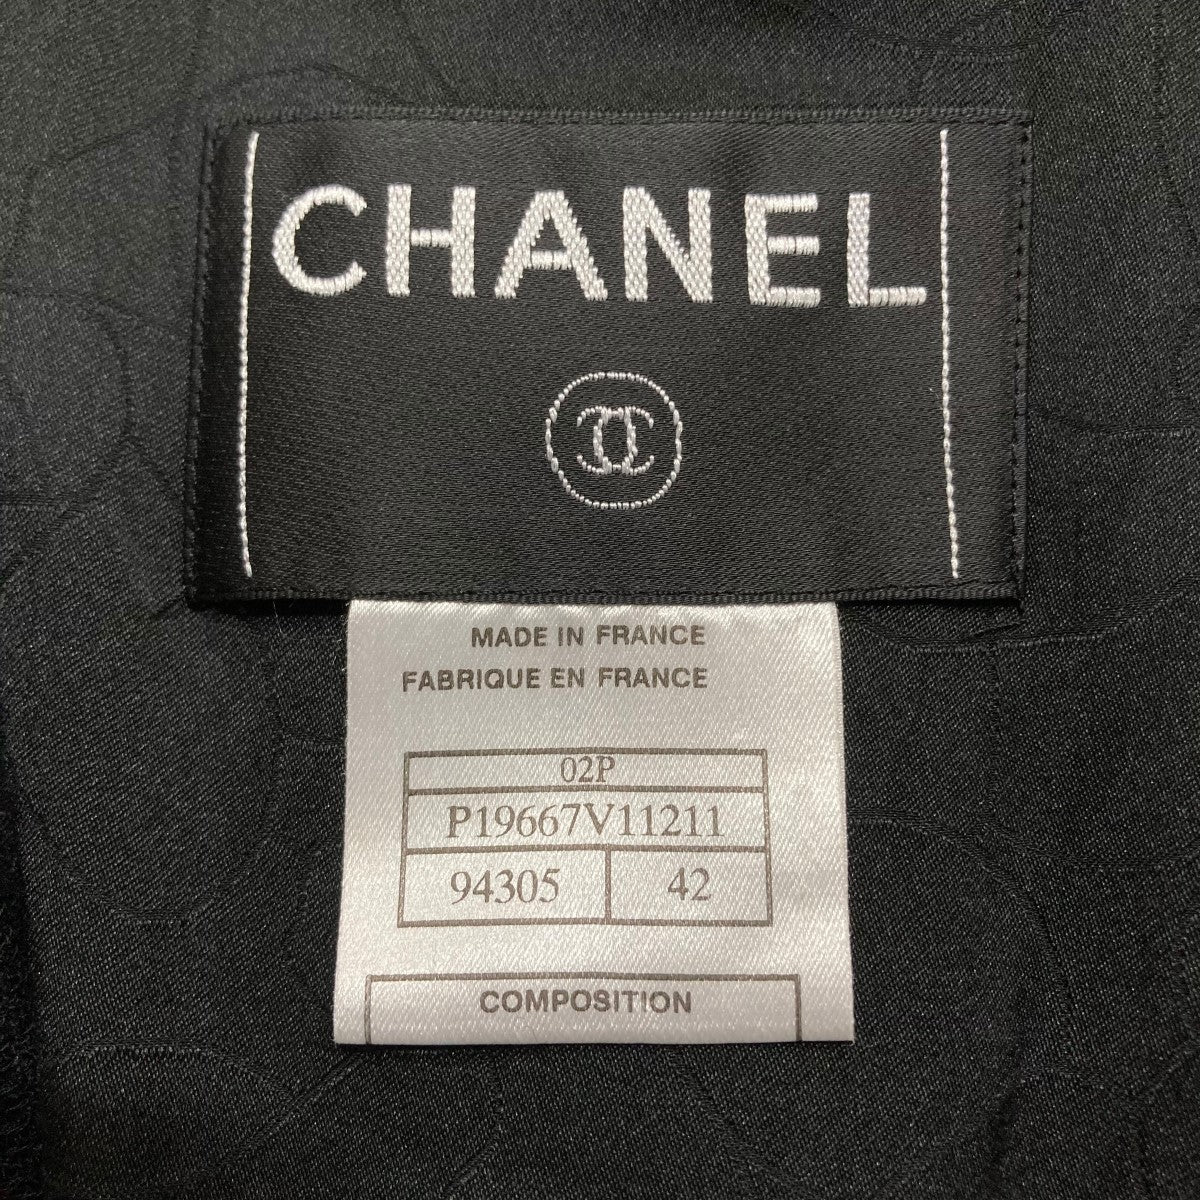 CHANEL
MADE IN FRANCE
FABRIQUE EN FRANCE
02P
P19667V11211
94305 42
COMPOSITION